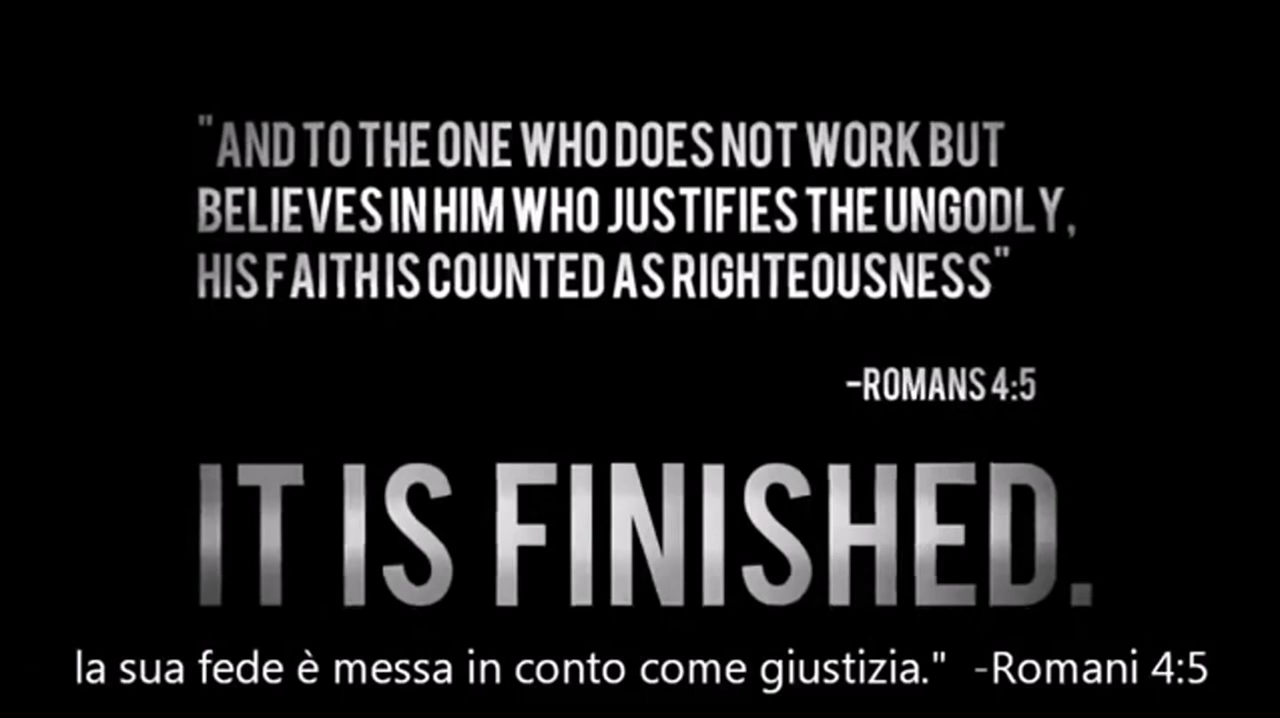 "AND TO THE ONE WHO DOES NOT WORK BUT
BELIEVES IN HIM WHO JUSTIFIES THE UNGODLY,
HIS FAITH IS COUNTED AS RIGHTEOUSNESS"
-ROMANS 4:5
IT IS FINISHED.
la sua fede è messa in conto come giustizia." -Romani 4:5